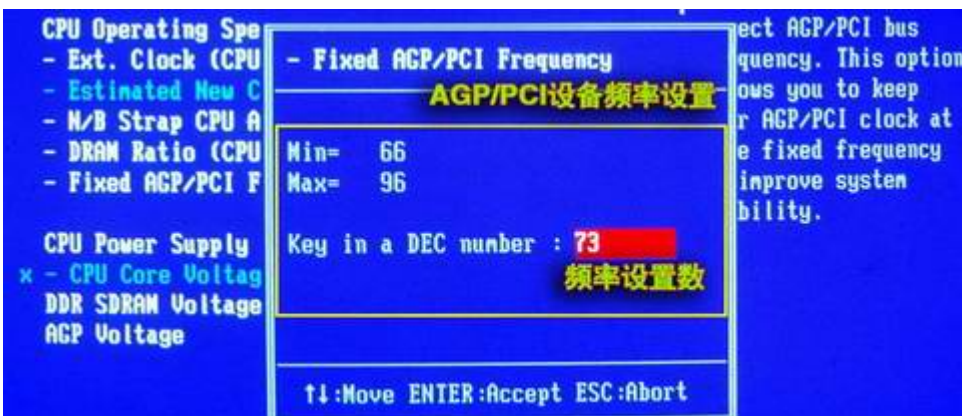 CPU Operating Spe
- Ext. Clock (CPU
- Estimated New C
- N/B Strap CPU A
- DRAM Ratio (CPU
- Fixed AGP/PCI F
CPU Power Supply
x - CPU Core Voltag
DDR SDRAM Voltage
AGP Voltage
- Fixed AGP/PCI Frequency
AGP/PCI设备频率设置
Min= 66
Max= 96
Key in a DEC number : 73
频率设置数
↑↓:Move ENTER:Accept ESC:Abort
ect AGP/PCI bus
quency. This option
ows you to keep
r AGP/PCI clock at
e fixed frequency
improve system
bility.